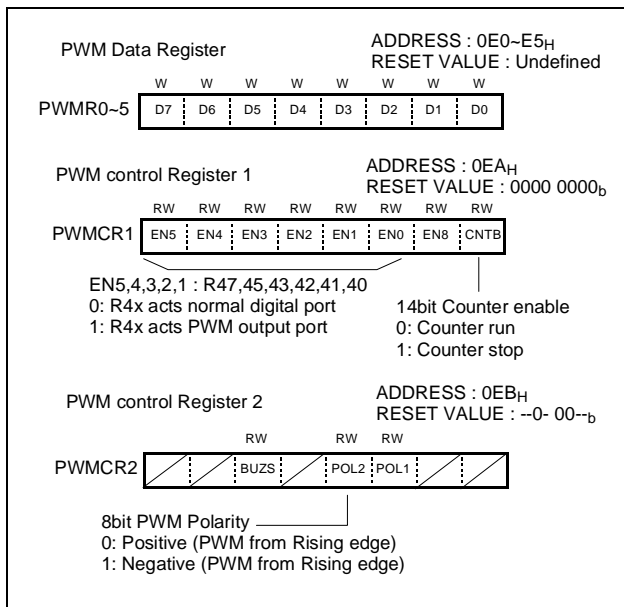 PWM Data Register
ADDRESS : 0E0~E5H
RESET VALUE : Undefined
W W W W W W W W
PWMR0~5 D7 D6 D5 D4 D3 D2 D1 D0
PWM control Register 1
ADDRESS : 0EAH
RESET VALUE : 0000 0000b
RW RW RW RW RW RW RW RW
PWMCR1 EN5 EN4 EN3 EN2 EN1 EN0 EN8 CNTB
EN5,4,3,2,1 : R47,45,43,42,41,40
0: R4x acts normal digital port
1: R4x acts PWM output port
14bit Counter enable
0: Counter run
1: Counter stop
PWM control Register 2
ADDRESS : 0EBH
RESET VALUE : --0- 00--b
RW RW RW
PWMCR2 BUZS POL2 POL1
8bit PWM Polarity
0: Positive (PWM from Rising edge)
1: Negative (PWM from Rising edge)